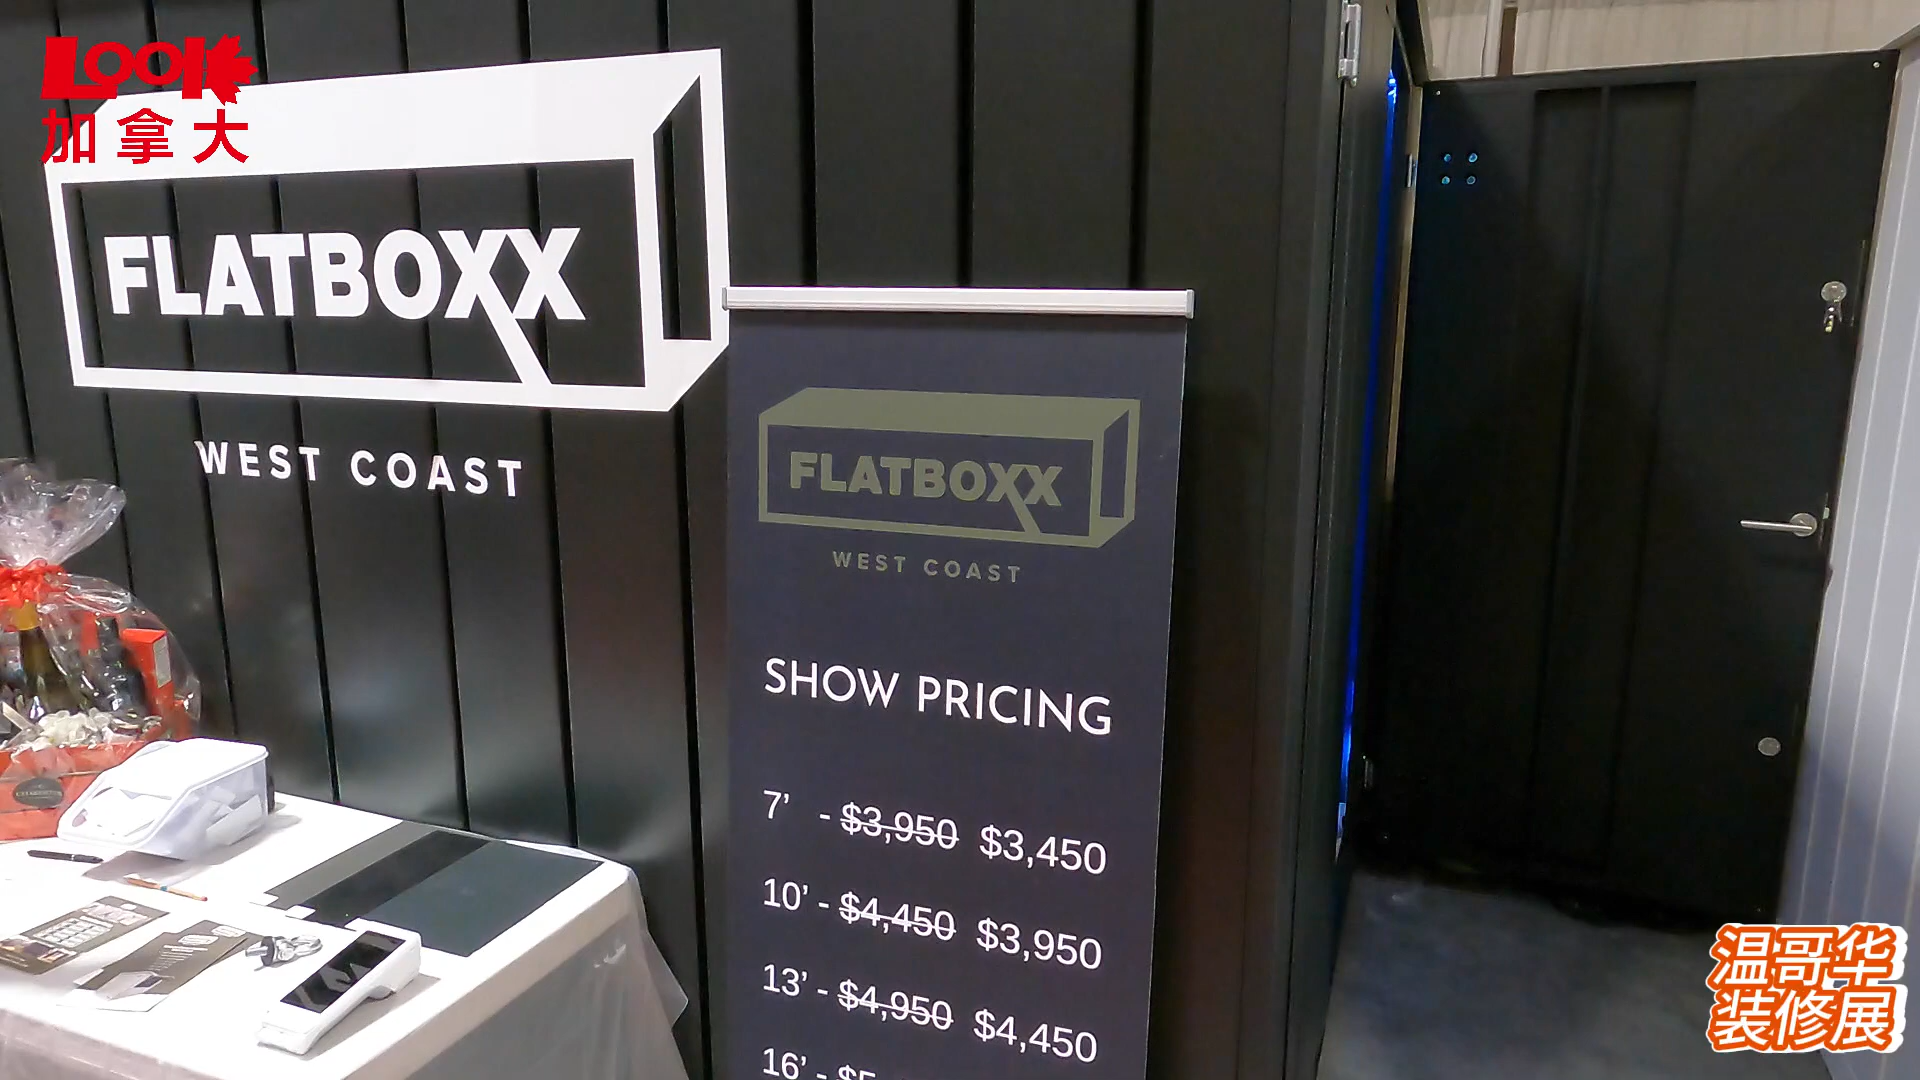 LOOK
加拿大
FLATBOXX
WEST COAST
FLATBOXX
WEST COAST
SHOW PRICING
7’ - $3,950 $3,450
10’ - $4,450 $3,950
13’ - $4,950 $4,450
16’ - $5
温哥华
装修展